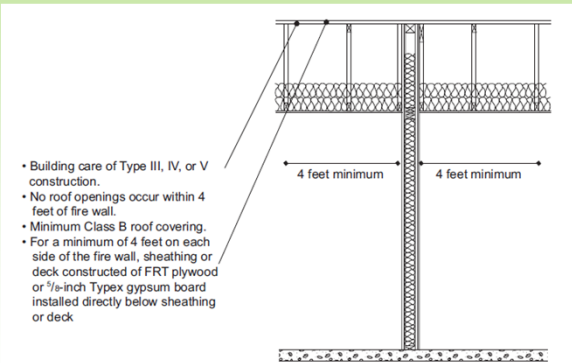 • Building care of Type III, IV, or V
construction.
• No roof openings occur within 4
feet of fire wall.
• Minimum Class B roof covering.
• For a minimum of 4 feet on each
side of the fire wall, sheathing or
deck constructed of FRT plywood
or 5/8-inch Typex gypsum board
installed directly below sheathing
or deck
4 feet minimum
4 feet minimum